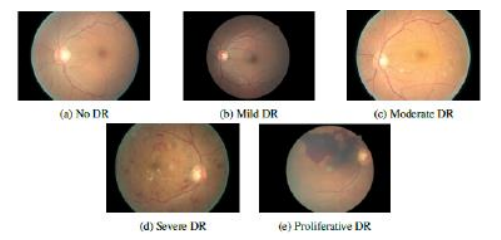 (a) No DR
(b) Mild DR
(c) Moderate DR
(d) Severe DR
(e) Proliferative DR